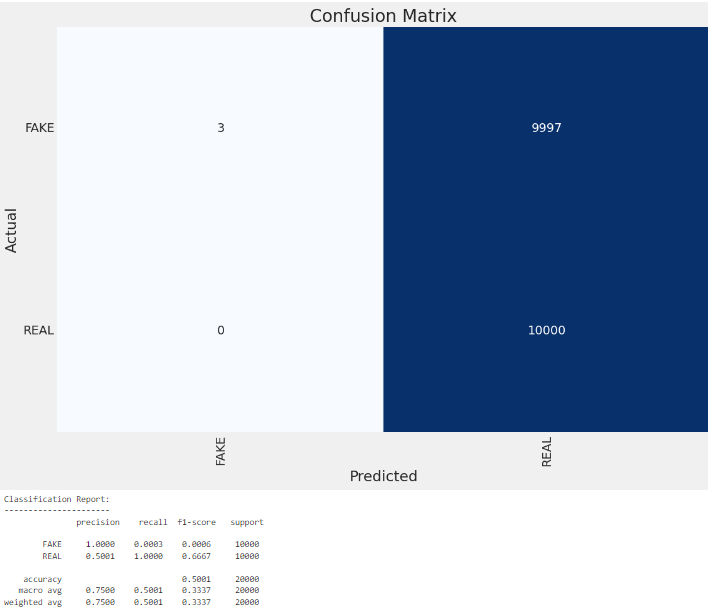 Confusion Matrix
Actual
FAKE
3
9997
REAL
0
10000
FAKE
REAL
Predicted
Classification Report:
----------------------
precision recall f1-score support
FAKE 1.0000 0.0003 0.0006 10000
REAL 0.5001 1.0000 0.6667 10000
accuracy 0.5001 20000
macro avg 0.7500 0.5001 0.3337 20000
weighted avg 0.7500 0.5001 0.3337 20000